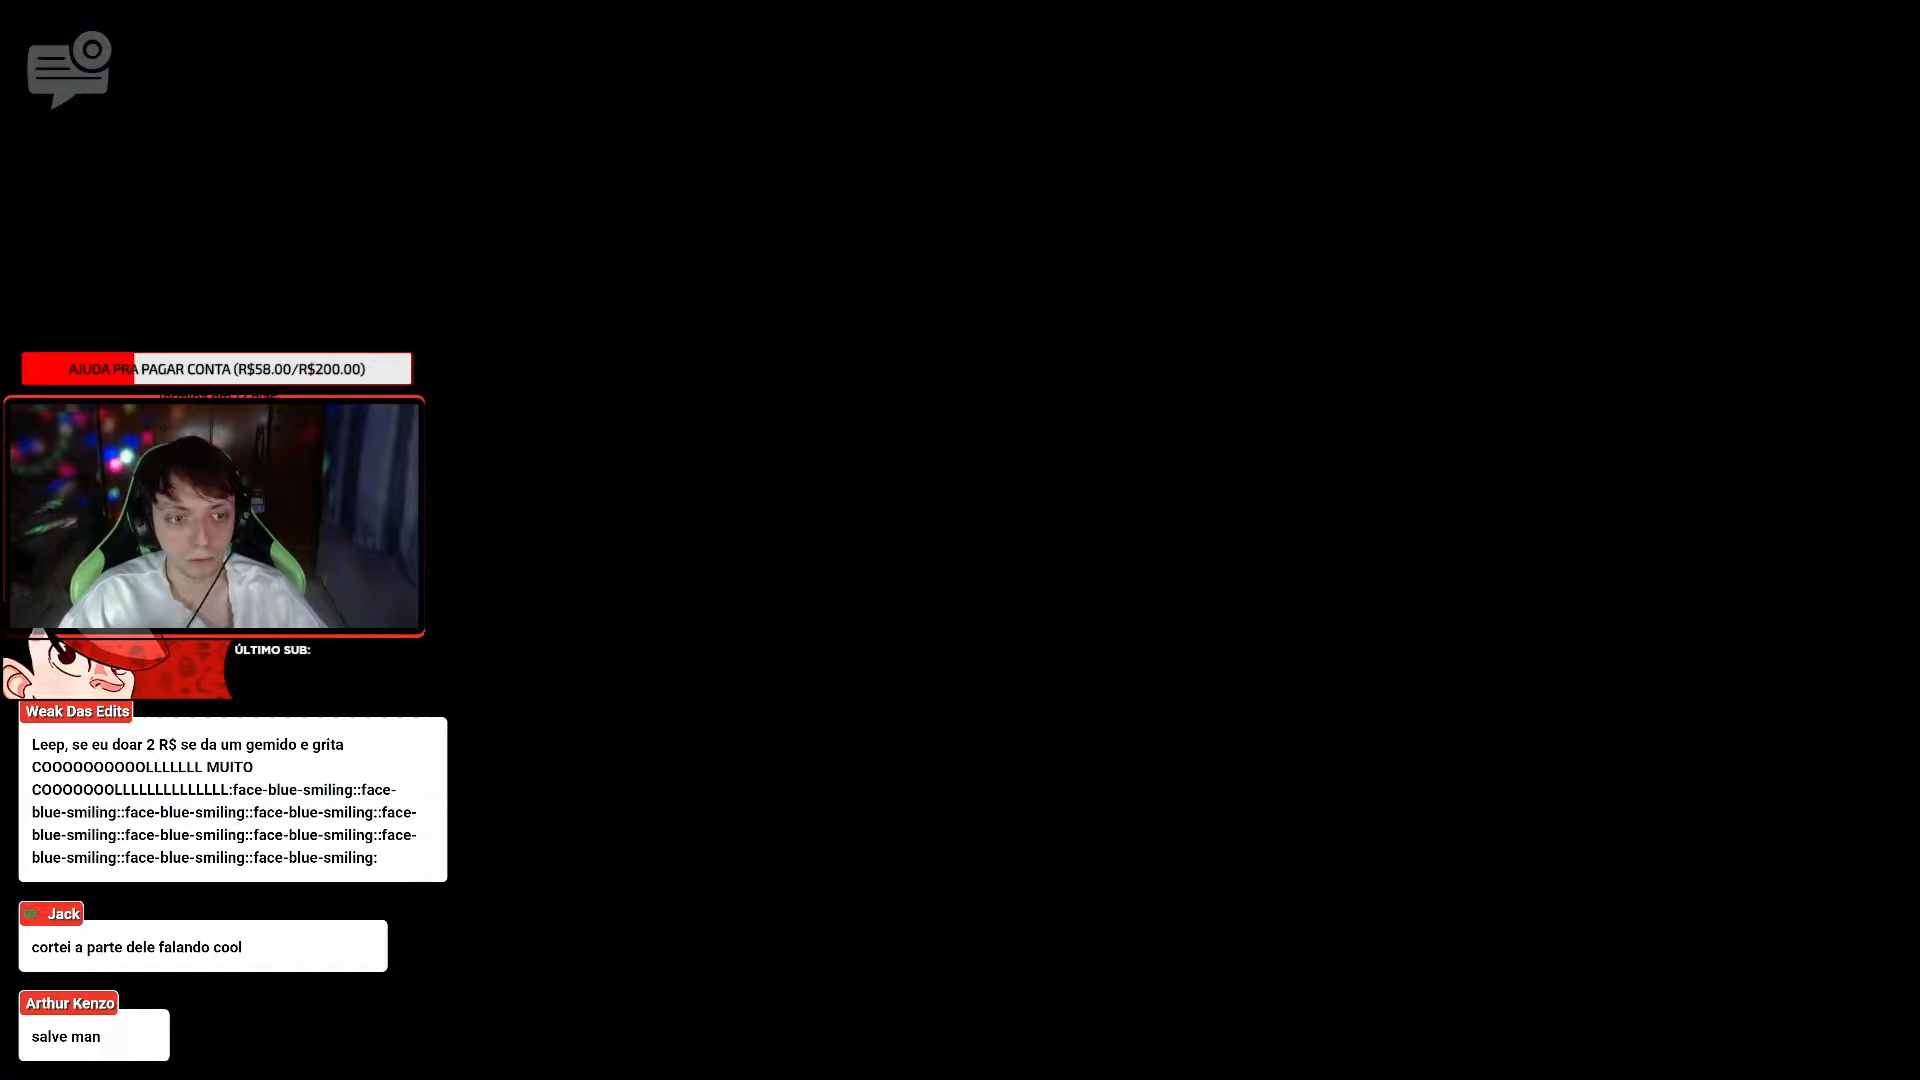 AJUDA PRA PAGAR CONTA (R$58.00/R$200.00)
ÚLTIMO SUB:
Weak Das Edits
Leep, se eu doar 2 R$ se da um gemido e grita
COOOOOOOOOOLLLLLLL MUITO
COOOOOOOLLLLLLLLLLLLLLL:face-blue-smiling::face-
blue-smiling::face-blue-smiling::face-blue-smiling::face-
blue-smiling::face-blue-smiling::face-blue-smiling::face-
blue-smiling::face-blue-smiling::face-blue-smiling:
Jack
cortei a parte dele falando cool
Arthur Kenzo
salve man